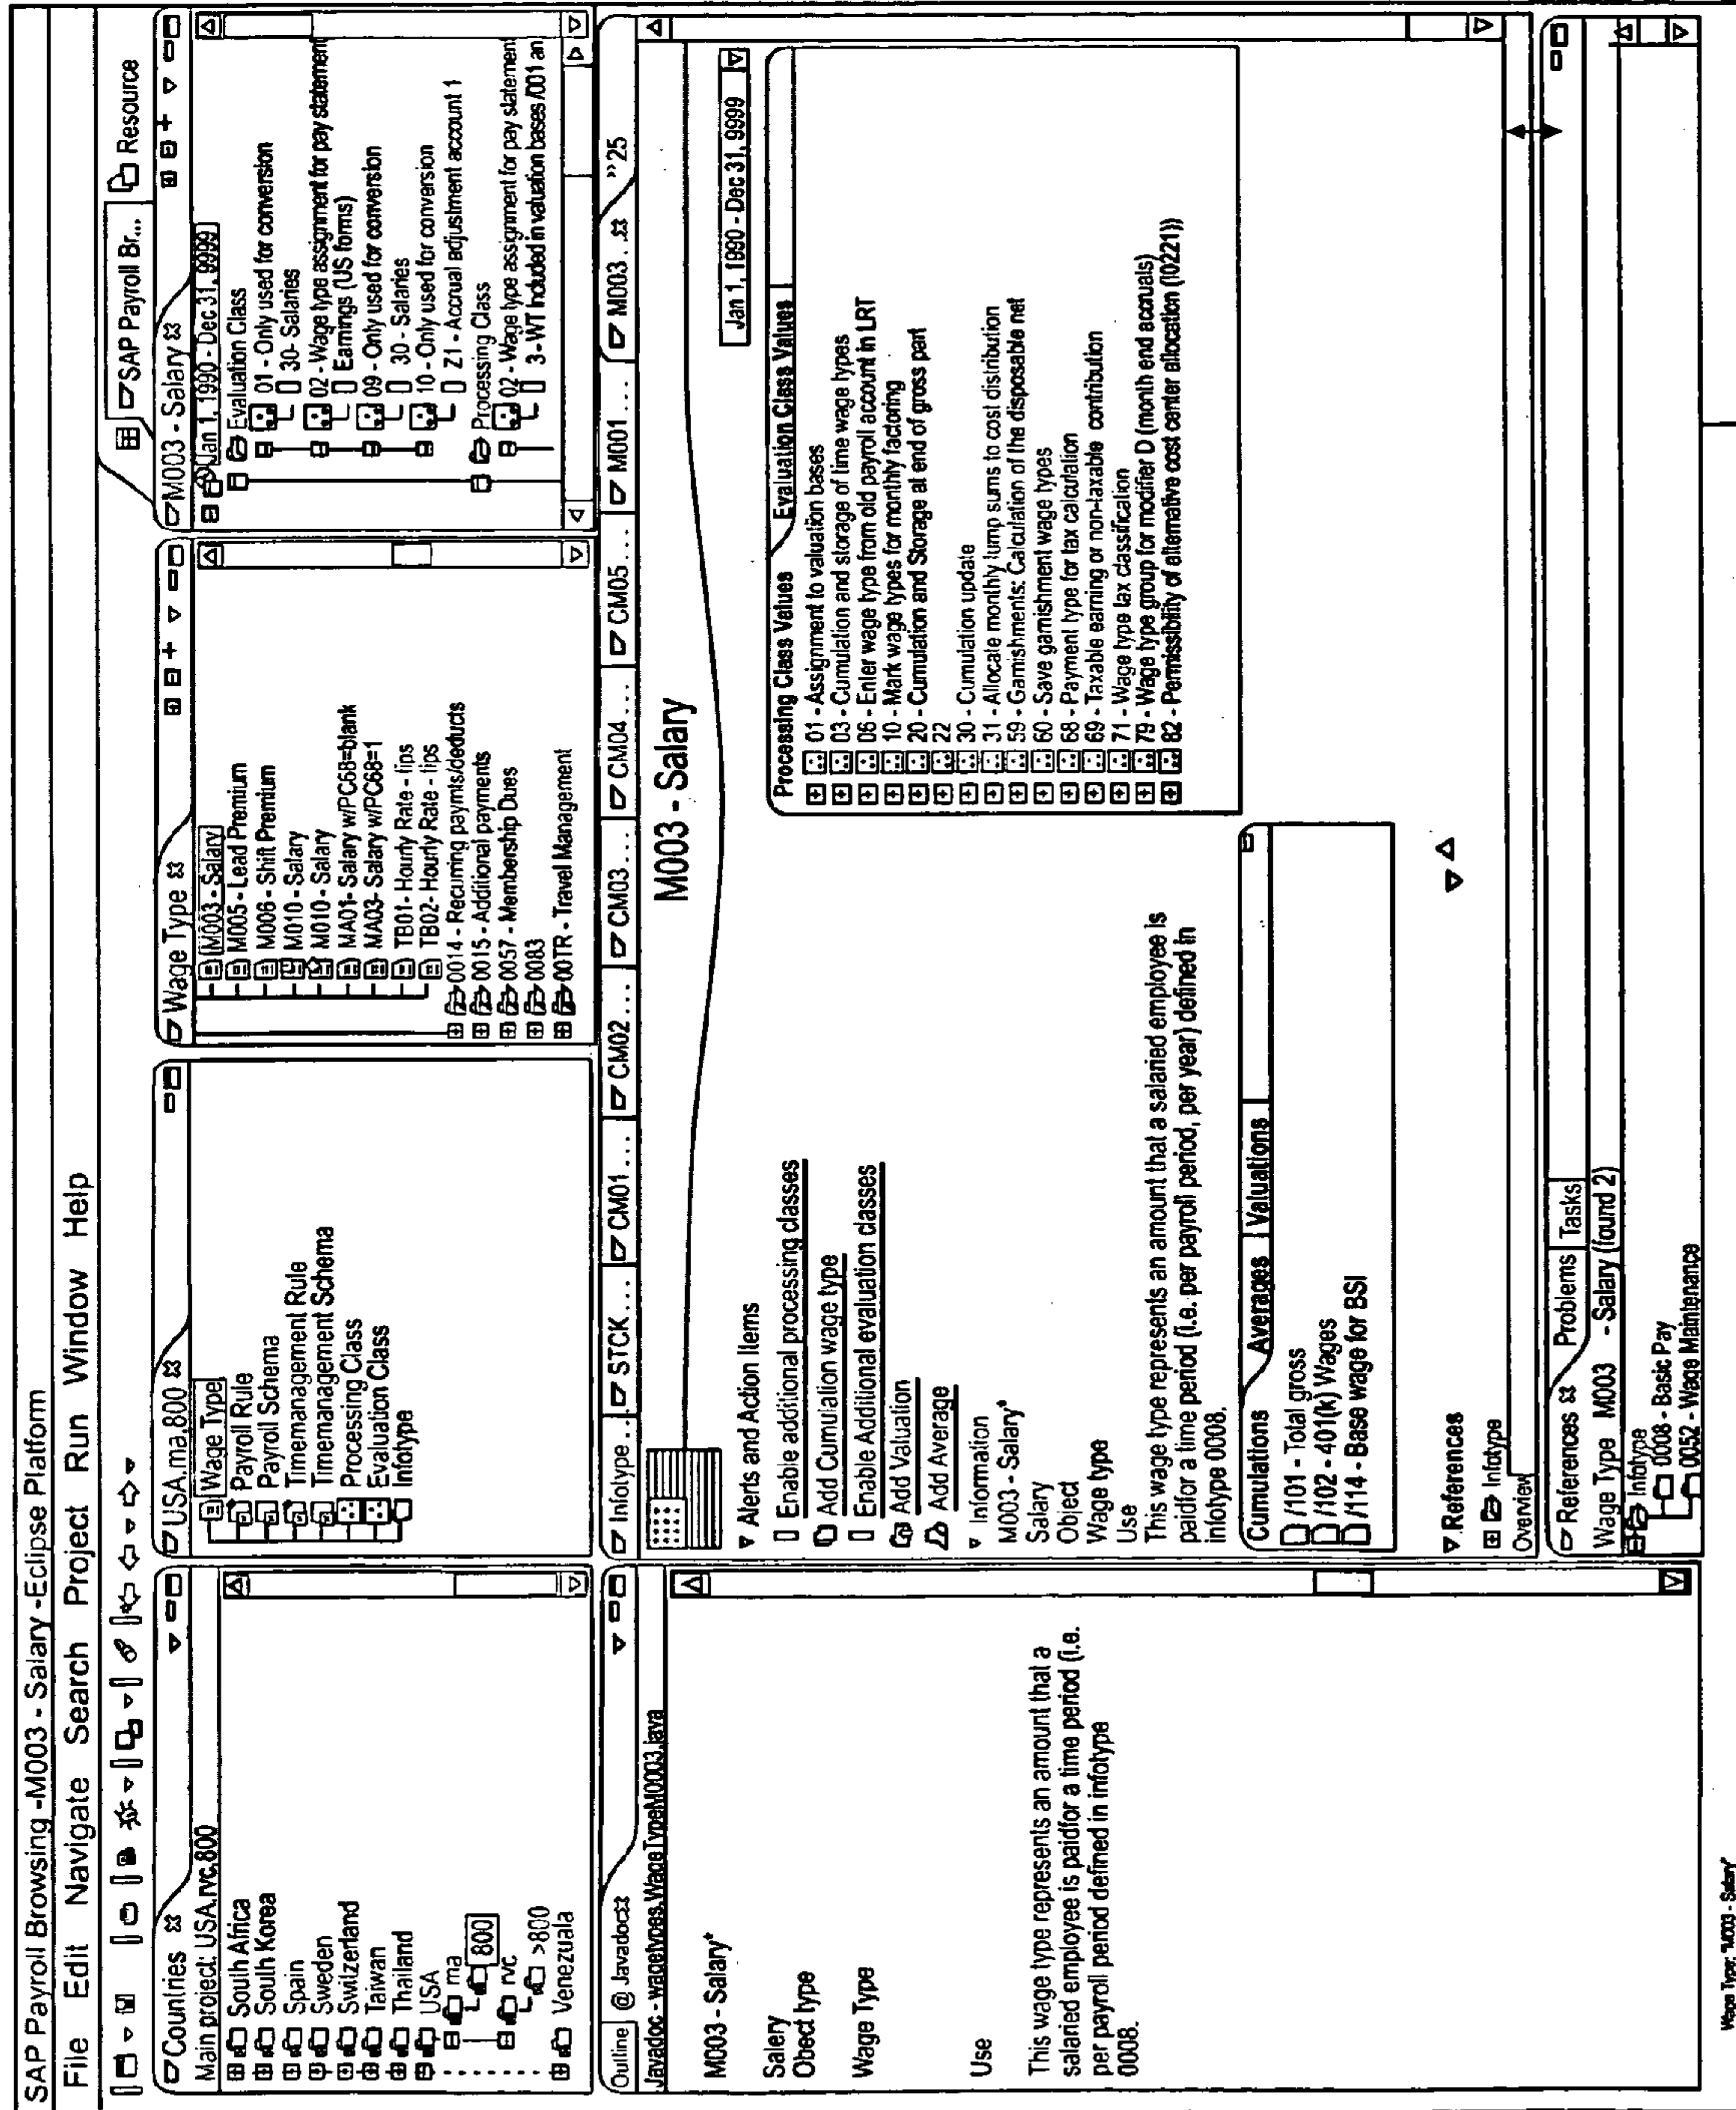 SAP Payroll Browsing -M003 - Salary -Eclipse Platform
File Edit Navigate Search Project Run Window Help
SAP Payroll Br... Resource
Countries
Main project: USA.rvc.800
South Africa
South Korea
Spain
Sweden
Swizerland
Taiwan
Thailand
USA
ma
800
rvc
>800
Venezuala
USA.ma.800
Wage Type
Payroll Rule
Payroll Schema
Timemanagement Rule
Tmemanagement Schema
Processing Class
Evaluation Class
Infotype
Wage Type
M003 - Salary
M005 - Lead Premium
M006 - Shift Premium
M010 - Salary
M010 - Salary
MA01- Salary w/PC68=blank
MA03- Salary w/PC68=1
TB01- Hourly Rate - tips
TB02- Hourly Rate - tips
0014 - Recurring paymts/deducts
0015 - Additional payments
0057 - Membership Dues
0083
00TR - Travel Management
M003 - Salary
Jan 1, 1990 - Dec 31, 9999
Evaluation Class
01 - Only used for conversion
30- Salaries
02 - Wage type assignment for pay statement
Earnings (US forms)
09 - Only used for conversion
30 - Salaries
10 - Only used for conversion
Z1 - Accrual adjustment account 1
Processing Class
02 - Wage type assignment for pay statement
3 - WT Included in valuation bases /001 an
Outline @ Javadoc
Javadoc - wagetypes.WageTypeM003.java
M003 - Salary*
Salery
Obect type
Wage Type
Use
This wage type represents an amount that a
salaried employee is paidfor a time period (i.e.
per payroll period defined in infotype
0008.
Infotype... STCK... CM01... CM02... CM03... CM04... CM05... M001... M003... »25
M003 - Salary
Jan 1, 1990 - Dec 31, 9999
Alerts and Action Items
Enable additional processing classes
Add Cumulation wage type
Enable Additional evaluation classes
Add Valuation
Add Average
Information
M003 - Salary*
Salary
Object
Wage type
Use
This wage type represents an amount that a salaried employee is
paidfor a time period (i.e. per payroll period, per year) defined in
infotype 0008.
Processing Class Values Evaluation Class Values
01 - Assignment to valuation bases
03 - Cumulation and storage of time wage types
06 - Enter wage type from old payroll account in LRT
10 - Mark wage types for monthly factoring
20 - Cumulation and Storage at end of gross part
22
30 - Cumulation update
31 - Allocate monthly lump sums to cost distribution
59 - Garnishments: Calculation of the disposable net
60 - Save garnishment wage types
68 - Payment type for tax calculation
69 - Taxable earning or non-taxable contribution
71 - Wage type tax classification
79 - Wage type group for modifier D (month end accruals)
82 - Permissibility of alternative cost center allocation (I0221))
Cumulations Averages Valuations
/101 - Total gross
/102 - 401(k) Wages
/114 - Base wage for BSI
References
Infotype
Overview
References Problems Tasks
Wage Type M003 - Salary (found 2)
Infotype
0008 - Basic Pay
0052 - Wage Maintenance
Wage Type: "M003 - Salary"